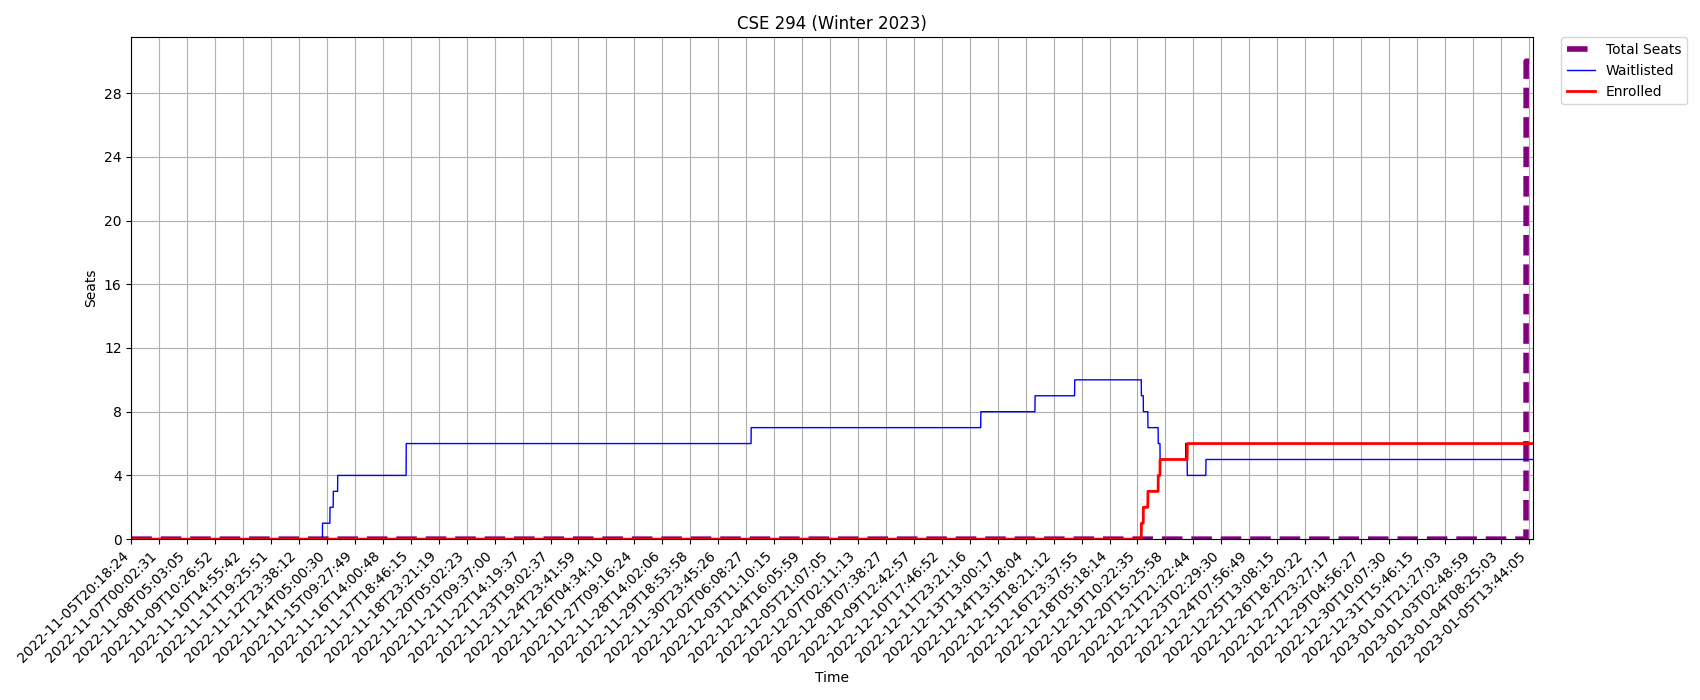 CSE 294 (Winter 2023)
Total Seats
Waitlisted
Enrolled
Seats
28
24
20
16
12
8
4
0
2022-11-05T20:18:24
2022-11-07T00:02:31
2022-11-08T05:03:05
2022-11-09T10:26:52
2022-11-10T14:55:42
2022-11-11T19:25:51
2022-11-12T23:38:12
2022-11-14T05:00:30
2022-11-15T09:27:49
2022-11-16T14:00:48
2022-11-17T18:46:15
2022-11-18T23:21:19
2022-11-20T05:02:23
2022-11-21T09:37:00
2022-11-22T14:19:37
2022-11-23T19:02:37
2022-11-24T23:41:59
2022-11-26T04:34:10
2022-11-27T09:16:24
2022-11-28T14:02:06
2022-11-29T18:53:58
2022-11-30T23:45:26
2022-12-02T06:08:27
2022-12-03T11:10:15
2022-12-04T16:05:59
2022-12-05T21:07:05
2022-12-07T02:11:13
2022-12-08T07:38:27
2022-12-09T12:42:57
2022-12-10T17:46:52
2022-12-11T23:21:16
2022-12-13T13:00:17
2022-12-14T13:18:04
2022-12-15T18:21:12
2022-12-16T23:37:55
2022-12-18T05:18:14
2022-12-19T10:22:35
2022-12-20T15:25:58
2022-12-21T21:22:44
2022-12-23T02:29:30
2022-12-24T07:56:49
2022-12-25T13:08:15
2022-12-26T18:20:22
2022-12-27T23:27:17
2022-12-29T04:56:27
2022-12-30T10:07:30
2022-12-31T15:46:15
2023-01-01T21:27:03
2023-01-03T02:48:59
2023-01-04T08:25:03
2023-01-05T13:44:05
Time